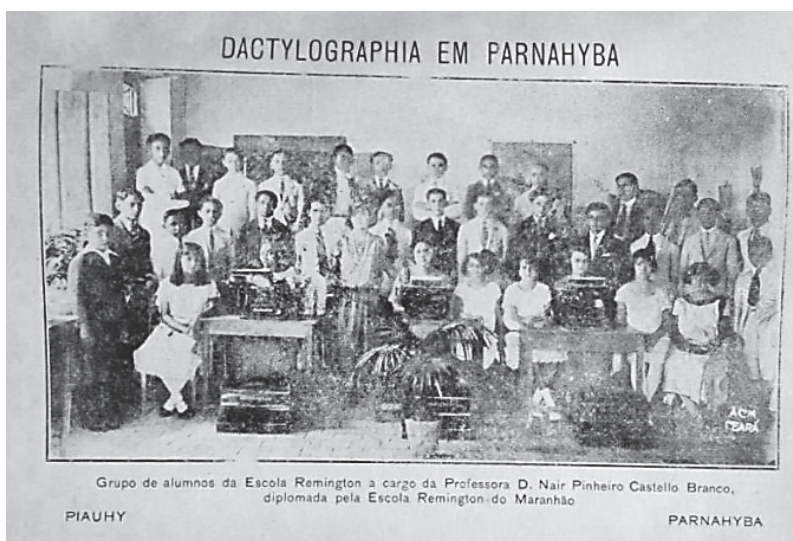 DACTYLOGRAPHIA EM PARNAHYBA
ACM
CEARÁ
Grupo de alumnos da Escola Remington a cargo da Professora D. Nair Pinheiro Castello Branco,
diplomada pela Escola Remington do Maranhão
PIAUHY
PARNAHYBA